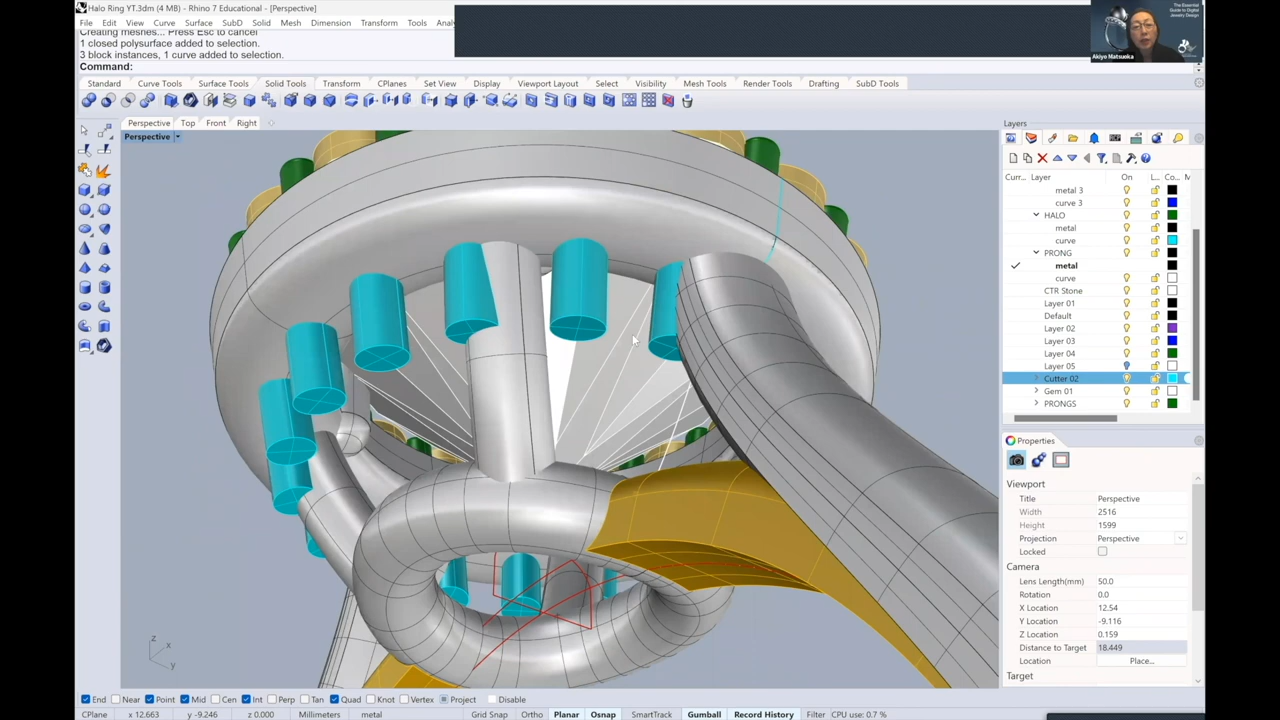 Halo Ring YT.3dm (4 MB) - Rhino 7 Educational - [Perspective]
File Edit View Curve Surface SubD Solid Mesh Dimension Transform Tools
Creating meshes... Press Esc to cancel
1 closed polysurface added to selection.
3 block instances, 1 curve added to selection.
Command:
The Essential
Guide to Digital
Jewelry Design
Akiyo Matsuoka
Standard Curve Tools Surface Tools Solid Tools Transform CPlanes Set View Display Viewport Layout Select Visibility Mesh Tools Render Tools Drafting SubD Tools
Perspective Top Front Right
Perspective
Layers
Curr... Layer On L... Co... M
metal 3
curve 3
HALO
metal
curve
PRONG
metal
curve
CTR Stone
Layer 01
Default
Layer 02
Layer 03
Layer 04
Layer 05
Cutter 02
Gem 01
PRONGS
Properties
Viewport
Title Perspective
Width 2516
Height 1599
Projection Perspective
Locked
Camera
Lens Length(mm) 50.0
Rotation 0.0
X Location 12.54
Y Location -9.116
Z Location 0.159
Distance to Target 18.449
Location Place...
Target
z
x
y
End Near Point Mid Cen Int Perp Tan Quad Knot Vertex Project Disable
CPlane x 12.663 y -9.246 z 0.000 Millimeters metal Grid Snap Ortho Planar Osnap SmartTrack Gumball Record History Filter CPU use: 0.7 %